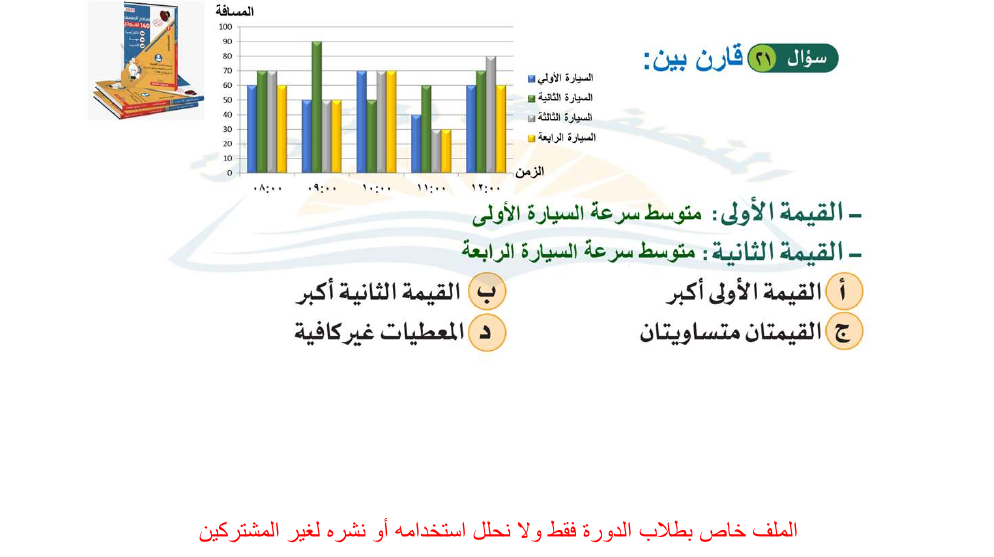 سؤال ٢١ قارن بين:
المسافة
100
90
80
70
60
50
40
30
20
10
0
٠٨:٠٠ ٠٩:٠٠ ١٠:٠٠ ١١:٠٠ ١٢:٠٠
الزمن
السيارة الأولي
السيارة الثانية
السيارة الثالثة
السيارة الرابعة
– القيمة الأولى: متوسط سرعة السيارة الأولى
– القيمة الثانية: متوسط سرعة السيارة الرابعة
أ القيمة الأولى أكبر ب القيمة الثانية أكبر
ج القيمتان متساويتان د المعطيات غير كافية
الملف خاص بطلاب الدورة فقط ولا نحلل استخدامه أو نشره لغير المشتركين